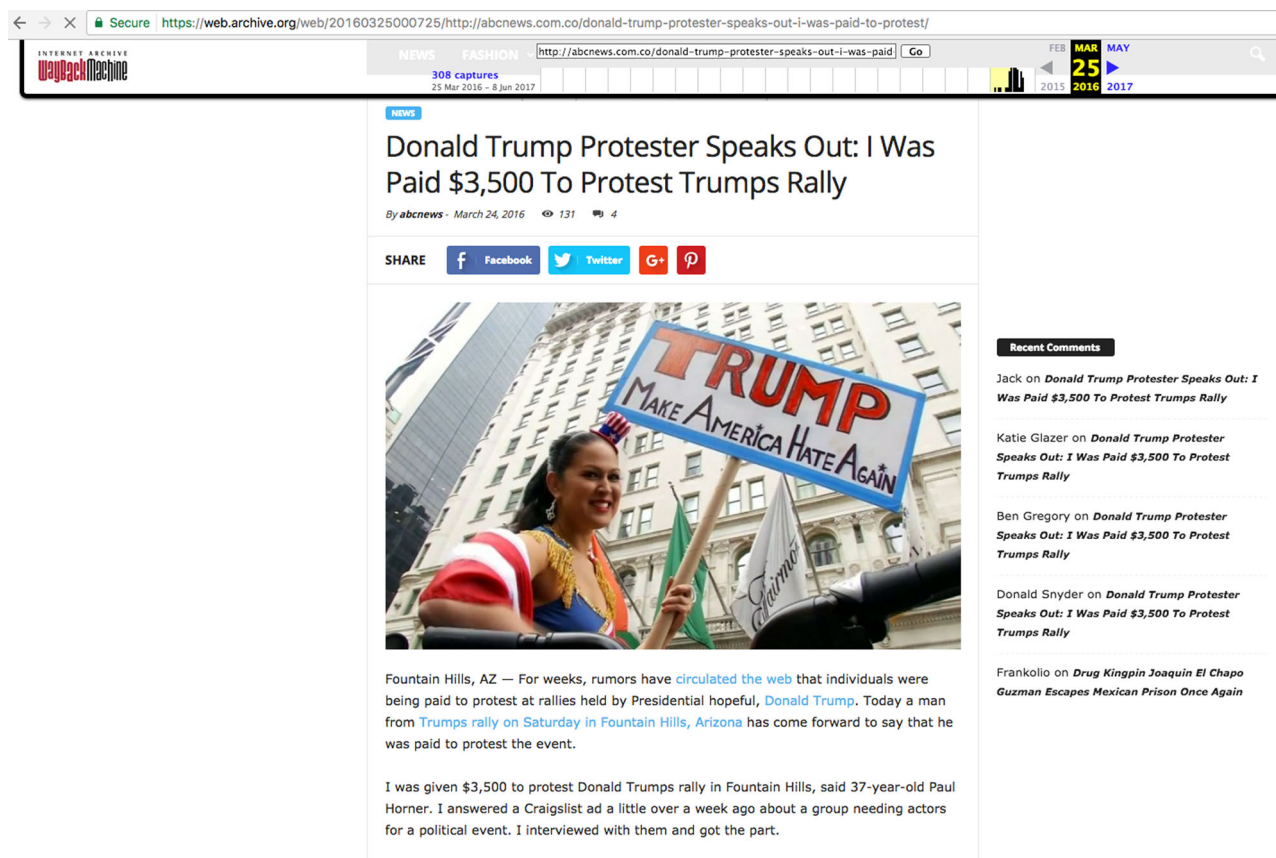 Secure https://web.archive.org/web/20160325000725/http://abcnews.com.co/donald-trump-protester-speaks-out-i-was-paid-to-protest/
INTERNET ARCHIVE
WayBackMachine
NEWS FASHION
http://abcnews.com.co/donald-trump-protester-speaks-out-i-was-paid Go
308 captures
25 Mar 2016 – 8 Jun 2017
FEB MAR MAY
25
2015 2016 2017
NEWS
Donald Trump Protester Speaks Out: I Was
Paid $3,500 To Protest Trumps Rally
By abcnews - March 24, 2016 131 4
SHARE f Facebook Twitter G+
TRUMP
MAKE AMERICA HATE AGAIN
Fairmont
Fountain Hills, AZ — For weeks, rumors have circulated the web that individuals were
being paid to protest at rallies held by Presidential hopeful, Donald Trump. Today a man
from Trumps rally on Saturday in Fountain Hills, Arizona has come forward to say that he
was paid to protest the event.
I was given $3,500 to protest Donald Trumps rally in Fountain Hills, said 37-year-old Paul
Horner. I answered a Craigslist ad a little over a week ago about a group needing actors
for a political event. I interviewed with them and got the part.
Recent Comments
Jack on Donald Trump Protester Speaks Out: I
Was Paid $3,500 To Protest Trumps Rally
Katie Glazer on Donald Trump Protester
Speaks Out: I Was Paid $3,500 To Protest
Trumps Rally
Ben Gregory on Donald Trump Protester
Speaks Out: I Was Paid $3,500 To Protest
Trumps Rally
Donald Snyder on Donald Trump Protester
Speaks Out: I Was Paid $3,500 To Protest
Trumps Rally
Frankolio on Drug Kingpin Joaquin El Chapo
Guzman Escapes Mexican Prison Once Again